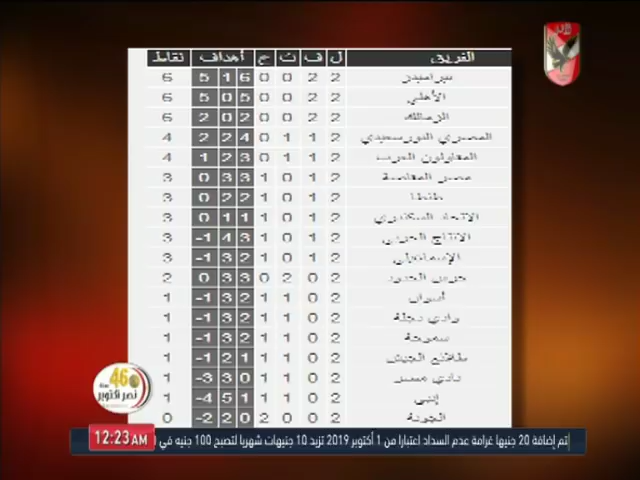 الفريق ل ف ت خ أهداف نقاط
بيراميدز 2 2 0 0 6 1 5 6
الأهلي 2 2 0 0 5 0 5 6
الزمالك 2 2 0 0 2 0 2 6
المصري البورسعيدي 2 1 1 0 4 2 2 4
المقاولون العرب 2 1 1 0 3 2 1 4
مصر المقاصة 2 1 0 1 3 3 0 3
طنطا 2 1 0 1 2 2 0 3
الاتحاد السكندري 2 1 0 1 1 1 0 3
الإنتاج الحربي 2 1 0 1 3 4 1- 3
الإسماعيلي 2 1 0 1 2 3 1- 3
حرس الحدود 2 0 2 0 3 3 0 2
أسوان 2 0 1 1 2 3 1- 1
وادي دجلة 2 0 1 1 2 3 1- 1
سموحة 2 0 1 1 2 3 1- 1
طلائع الجيش 2 0 1 1 1 2 1- 1
نادي مصر 2 0 1 1 0 3 3- 1
إنبي 2 0 1 1 1 5 4- 1
الجونة 2 0 0 2 0 2 2- 0
46 سنة
نصر أكتوبر
12:23 AM
تم إضافة 20 جنيها غرامة عدم السداد اعتبارا من 1 أكتوبر 2019 تزيد 10 جنيهات شهريا لتصبح 100 جنيه في